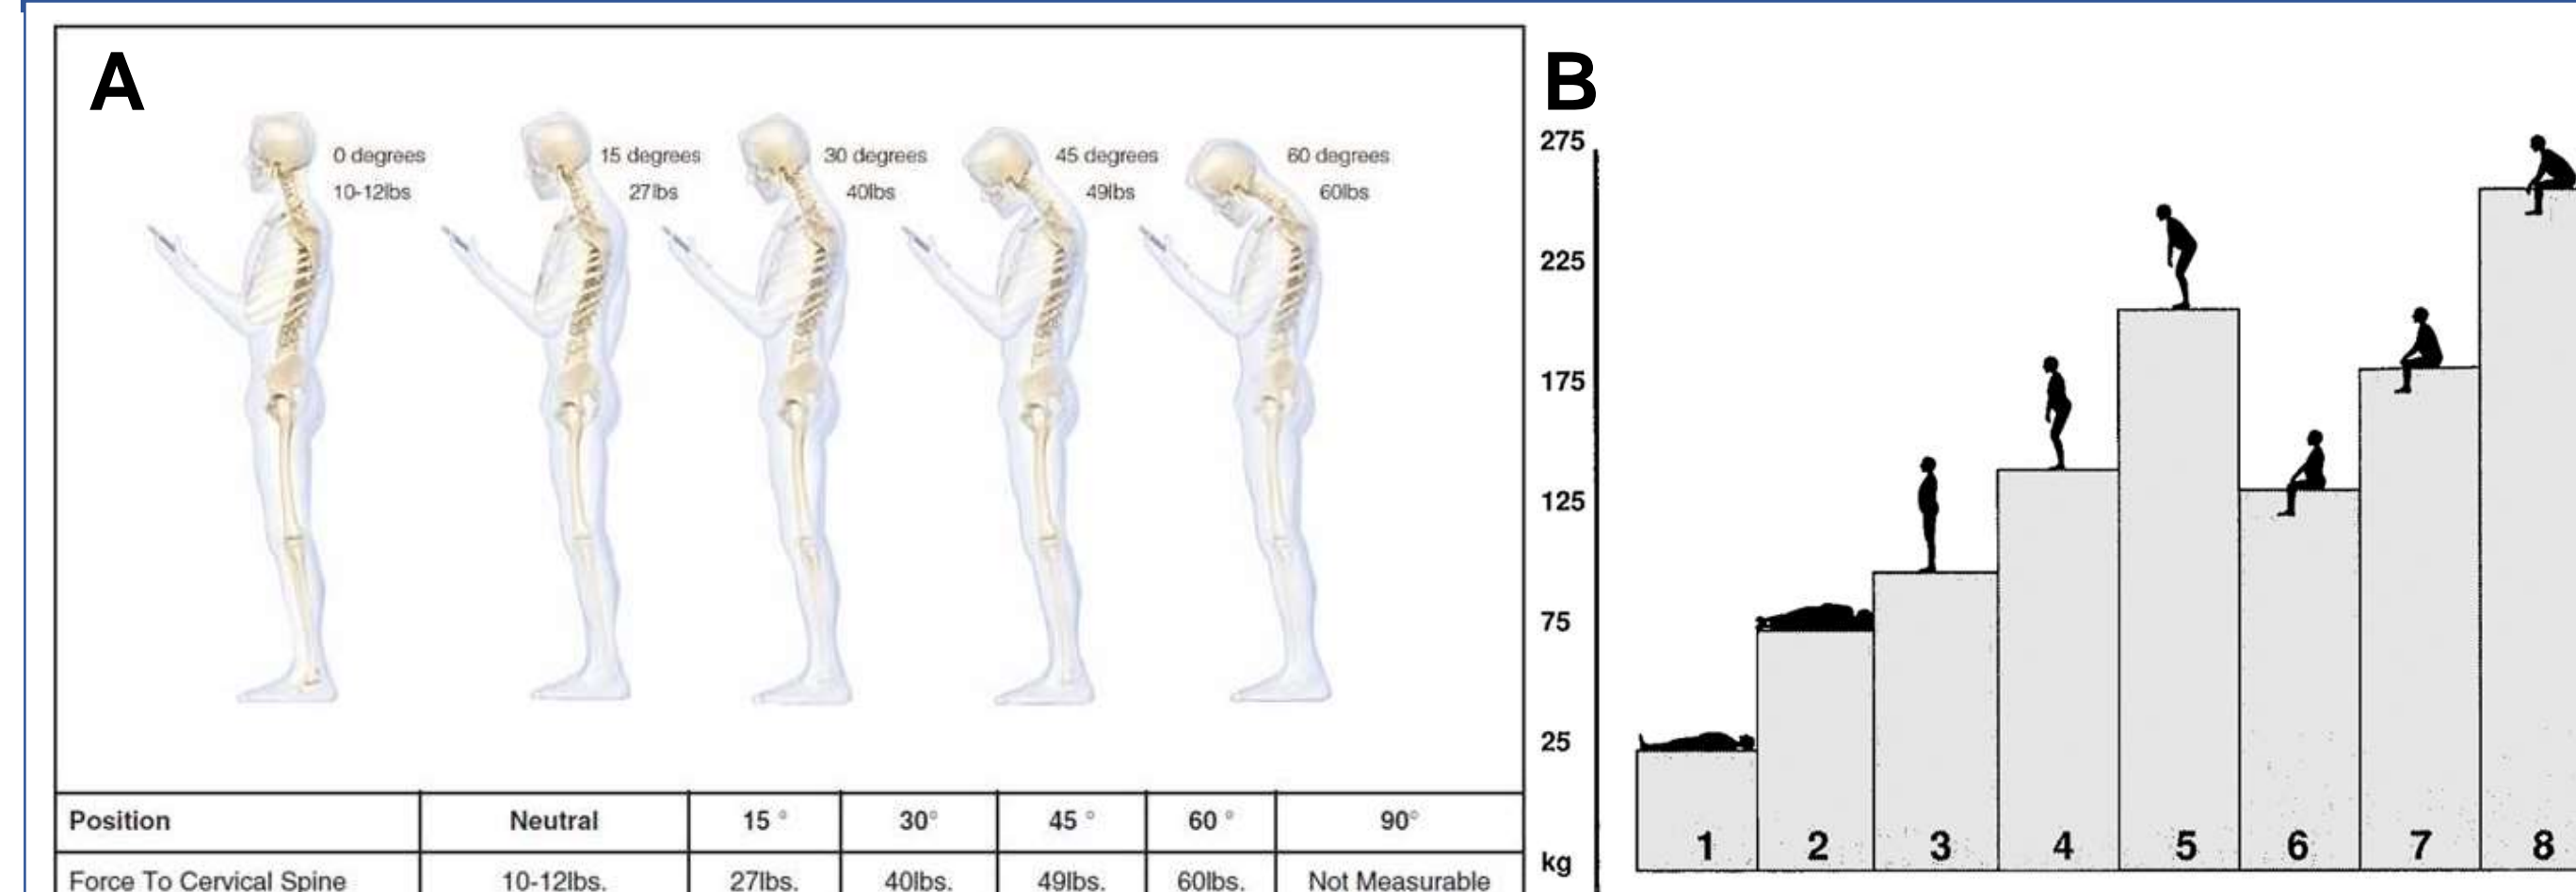 A
0 degrees
10-12lbs
15 degrees
27lbs
30 degrees
40lbs
45 degrees
49lbs
60 degrees
60lbs
Position Neutral 15 ° 30° 45 ° 60 ° 90°
Force To Cervical Spine 10-12lbs. 27lbs. 40lbs. 49lbs. 60lbs. Not Measurable
B
275
225
175
125
75
25
kg
1 2 3 4 5 6 7 8